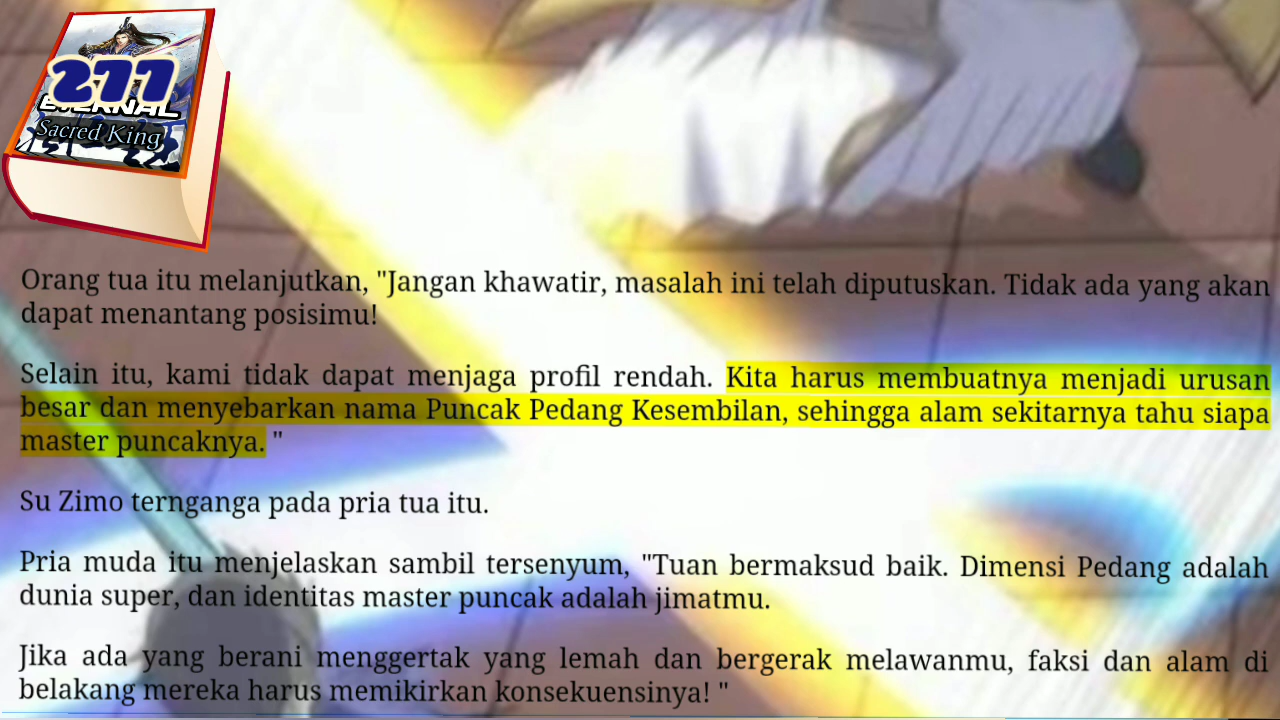 277
ETERNAL
Sacred King
Orang tua itu melanjutkan, "Jangan khawatir, masalah ini telah diputuskan. Tidak ada yang akan
dapat menantang posisimu!
Selain itu, kami tidak dapat menjaga profil rendah. Kita harus membuatnya menjadi urusan
besar dan menyebarkan nama Puncak Pedang Kesembilan, sehingga alam sekitarnya tahu siapa
master puncaknya. "
Su Zimo ternganga pada pria tua itu.
Pria muda itu menjelaskan sambil tersenyum, "Tuan bermaksud baik. Dimensi Pedang adalah
dunia super, dan identitas master puncak adalah jimatmu.
Jika ada yang berani menggertak yang lemah dan bergerak melawanmu, faksi dan alam di
belakang mereka harus memikirkan konsekuensinya! "